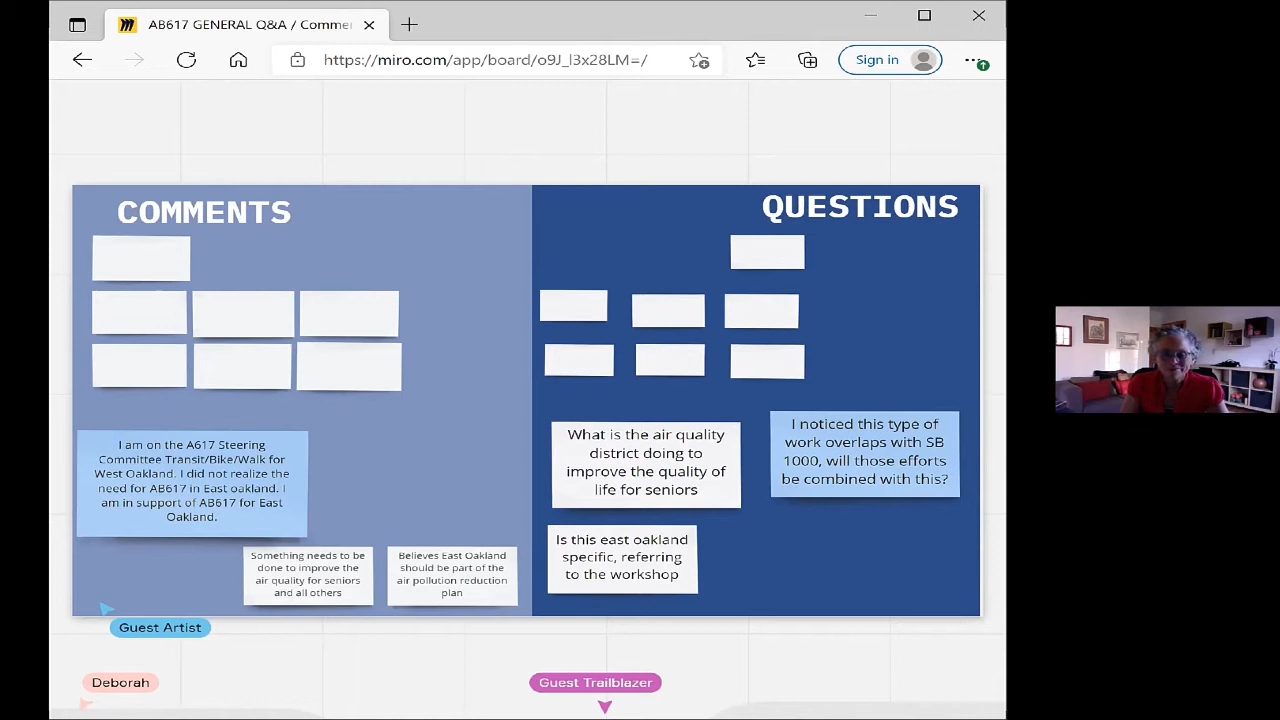 AB617 GENERAL Q&A / Comme
https://miro.com/app/board/o9J_l3x28LM=/
Sign in
COMMENTS
I am on the A617 Steering
Committee Transit/Bike/Walk for
West Oakland. I did not realize the
need for AB617 in East oakland. I
am in support of AB617 for East
Oakland.
Something needs to be
done to improve the
air quality for seniors
and all others
Believes East Oakland
should be part of the
air pollution reduction
plan
QUESTIONS
What is the air quality
district doing to
improve the quality of
life for seniors
I noticed this type of
work overlaps with SB
1000, will those efforts
be combined with this?
Is this east oakland
specific, referring
to the workshop
Guest Artist
Deborah
Guest Trailblazer